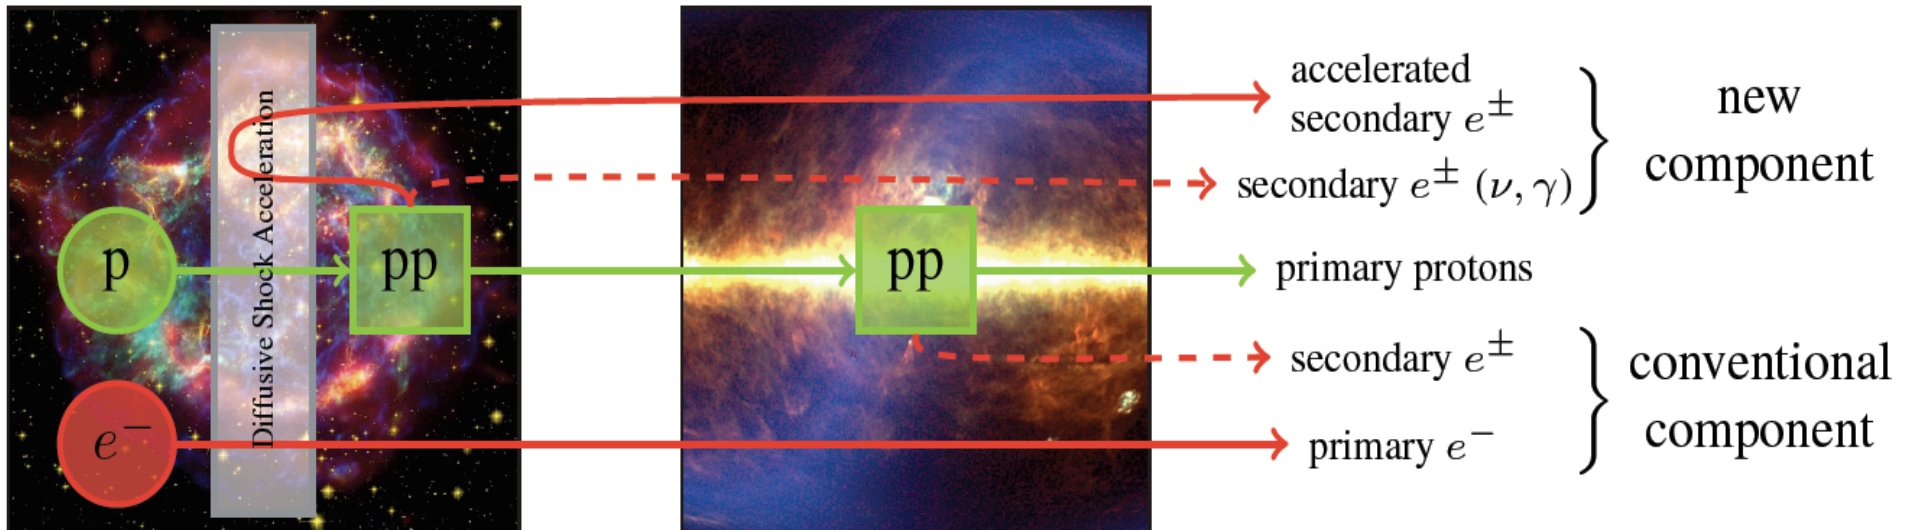 p
e⁻
Diffusive Shock Acceleration
pp
pp
accelerated
secondary e±
secondary e± (ν, γ)
primary protons
secondary e±
primary e⁻
new
component
conventional
component